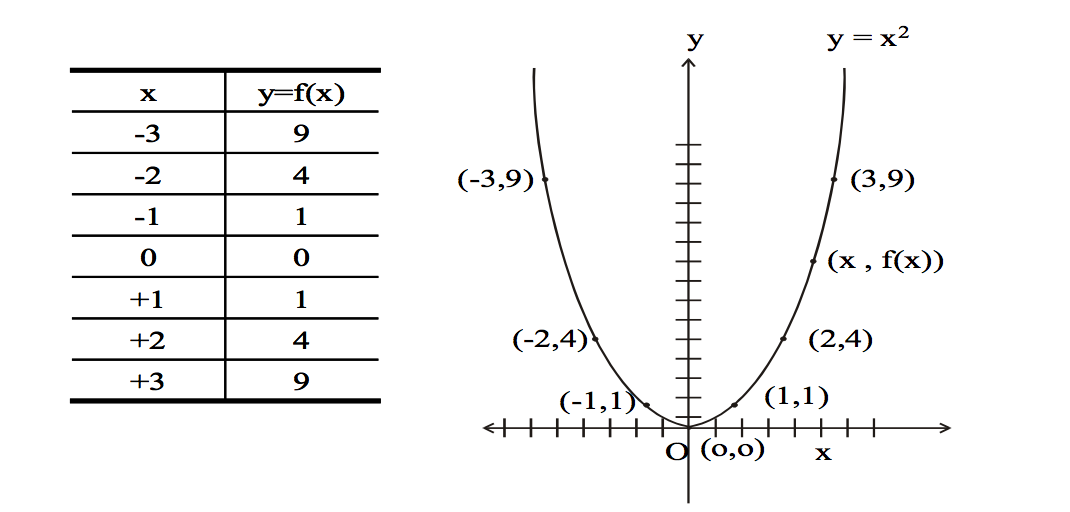 x y=f(x)
-3 9
-2 4
-1 1
0 0
+1 1
+2 4
+3 9
y
y = x²
(-3,9)
(3,9)
(x , f(x))
(-2,4)
(2,4)
(-1,1)
(1,1)
O (o,o) x